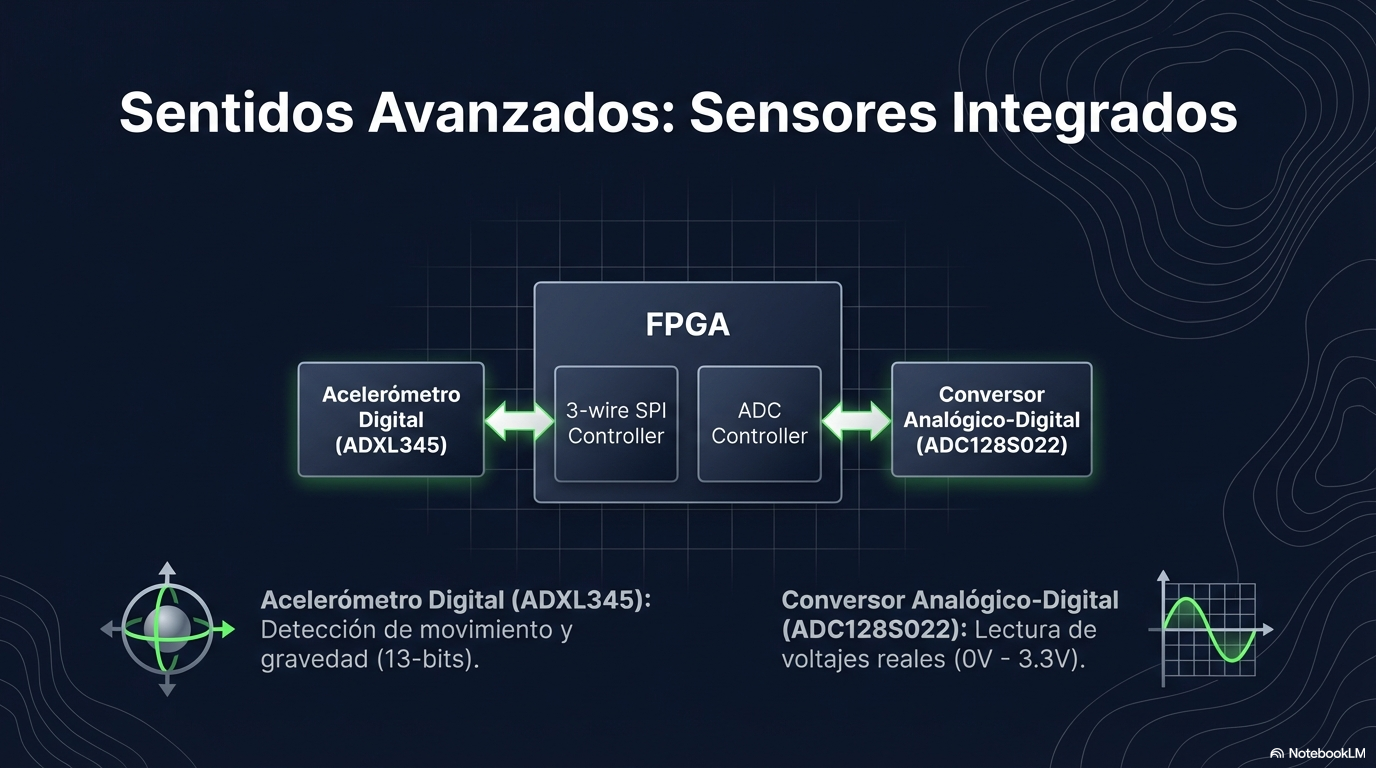 Sentidos Avanzados: Sensores Integrados
FPGA
Acelerómetro
Digital
(ADXL345)
3-wire SPI
Controller
ADC
Controller
Conversor
Analógico-Digital
(ADC128S022)
Acelerómetro Digital (ADXL345):
Detección de movimiento y
gravedad (13-bits).
Conversor Analógico-Digital
(ADC128S022): Lectura de
voltajes reales (0V - 3.3V).
NotebookLM